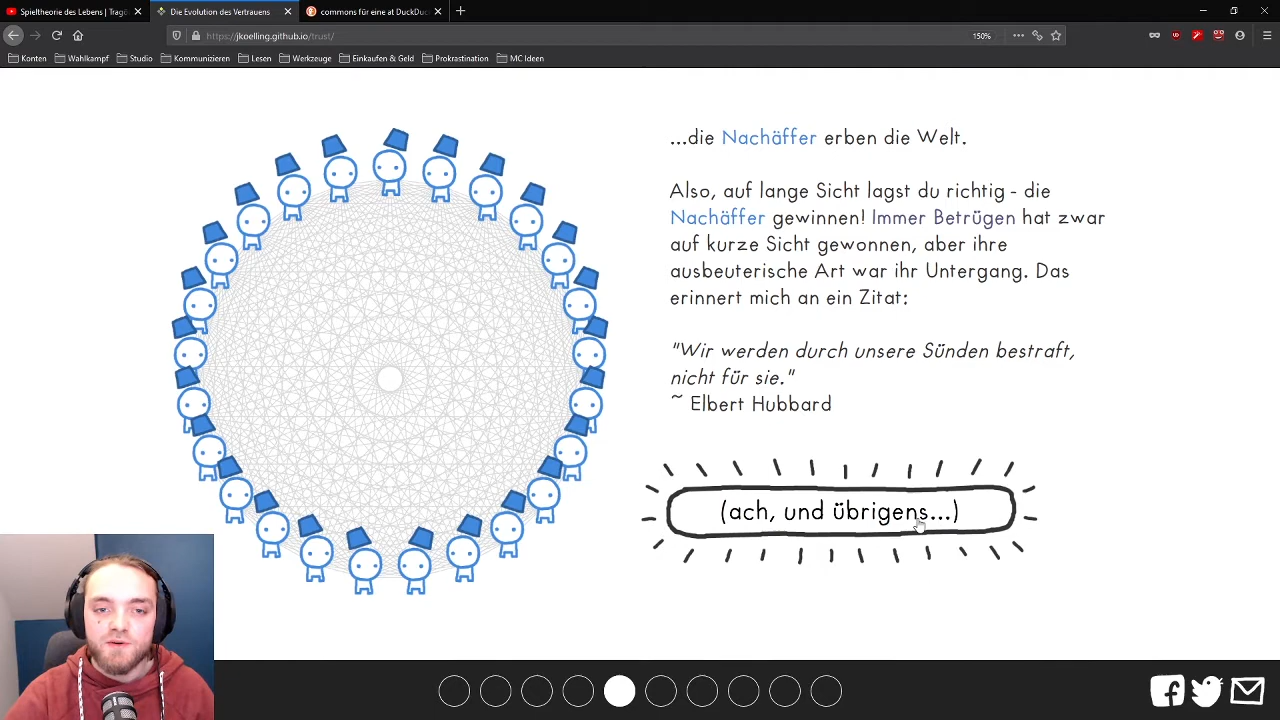 Spieltheorie des Lebens | Tragö
Die Evolution des Vertrauens
commons für eine at DuckDuc
https://jkoelling.github.io/trust/
150%
Konten
Wahlkampf
Studio
Kommunizieren
Lesen
Werkzeuge
Einkaufen & Geld
Prokrastination
MC Ideen
...die Nachäffer erben die Welt.
Also, auf lange Sicht lagst du richtig - die
Nachäffer gewinnen! Immer Betrügen hat zwar
auf kurze Sicht gewonnen, aber ihre
ausbeuterische Art war ihr Untergang. Das
erinnert mich an ein Zitat:
"Wir werden durch unsere Sünden bestraft,
nicht für sie."
~ Elbert Hubbard
(ach, und übrigens...)